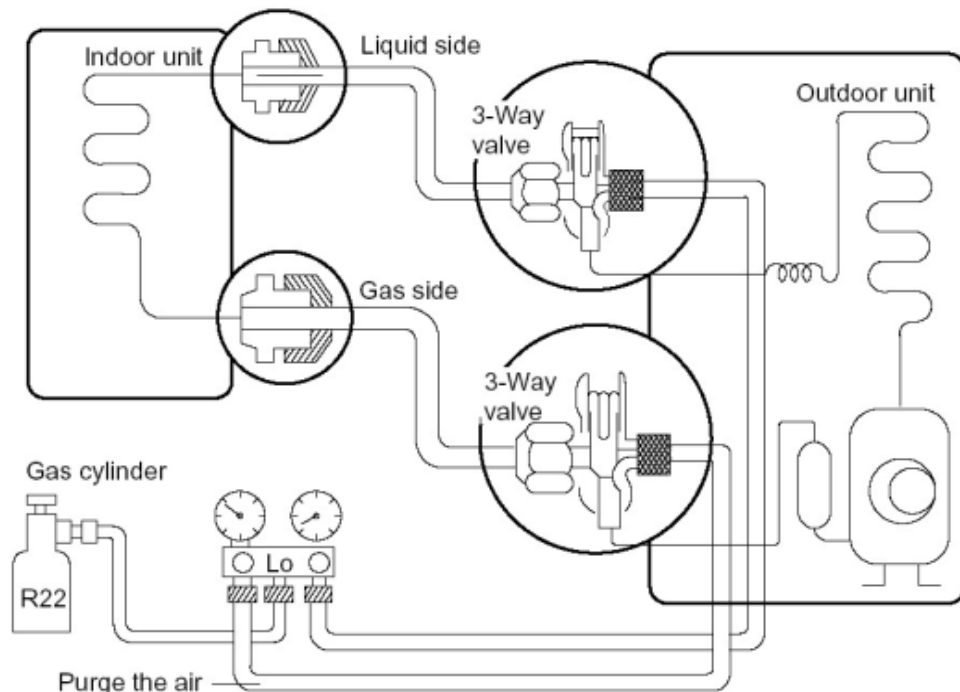 Indoor unit
Liquid side
3-Way
valve
Outdoor unit
Gas side
3-Way
valve
Gas cylinder
Lo
R22
Purge the air